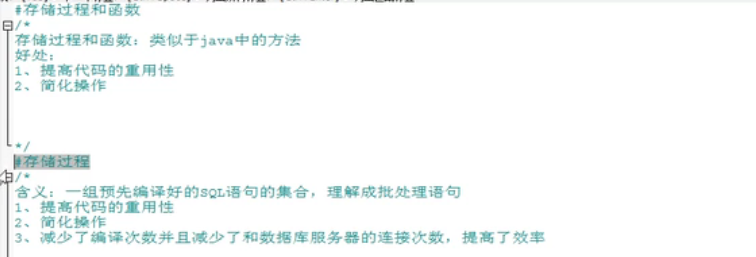 #存储过程和函数
/*
存储过程和函数：类似于java中的方法
好处：
1、提高代码的重用性
2、简化操作
*/
#存储过程
/*
含义：一组预先编译好的SQL语句的集合，理解成批处理语句
1、提高代码的重用性
2、简化操作
3、减少了编译次数并且减少了和数据库服务器的连接次数，提高了效率